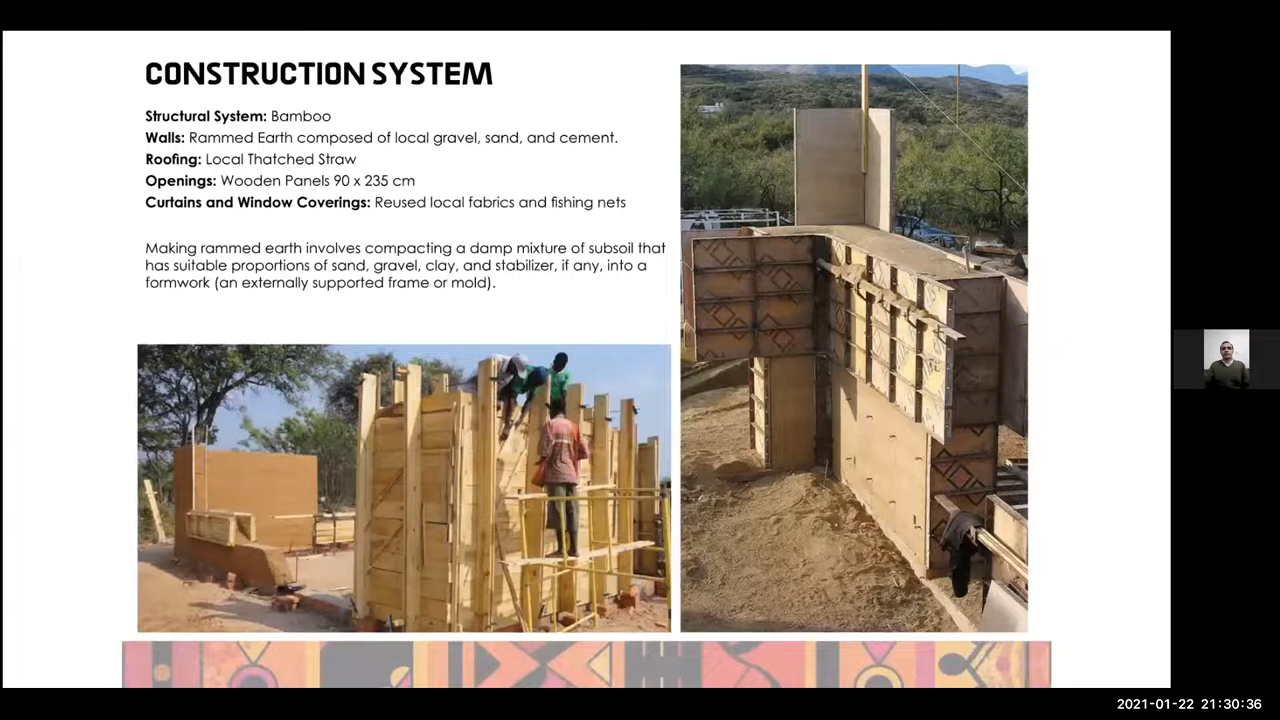 CONSTRUCTION SYSTEM
Structural System: Bamboo
Walls: Rammed Earth composed of local gravel, sand, and cement.
Roofing: Local Thatched Straw
Openings: Wooden Panels 90 x 235 cm
Curtains and Window Coverings: Reused local fabrics and fishing nets
Making rammed earth involves compacting a damp mixture of subsoil that
has suitable proportions of sand, gravel, clay, and stabilizer, if any, into a
formwork (an externally supported frame or mold).
2021-01-22 21:30:36